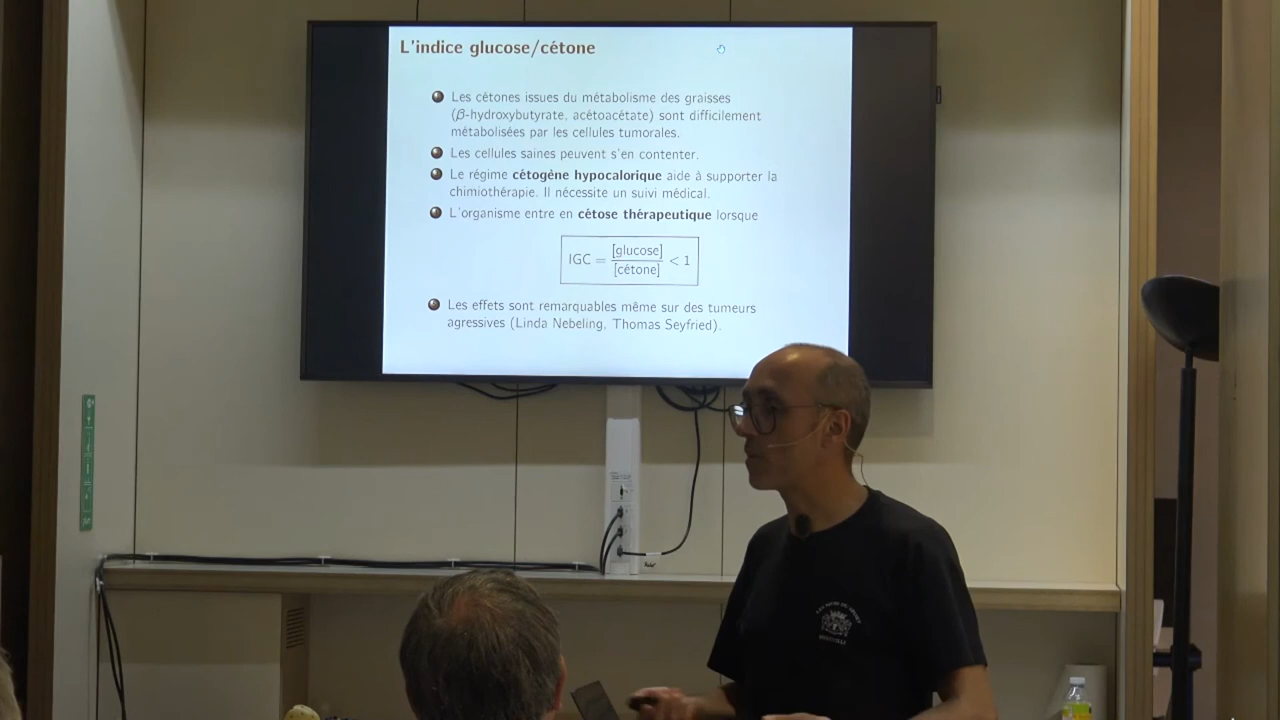 L'indice glucose/cétone
Les cétones issues du métabolisme des graisses
(β-hydroxybutyrate, acétoacétate) sont difficilement
métabolisées par les cellules tumorales.
Les cellules saines peuvent s'en contenter.
Le régime cétogène hypocalorique aide à supporter la
chimiothérapie. Il nécessite un suivi médical.
L'organisme entre en cétose thérapeutique lorsque
IGC = [glucose] / [cétone] < 1
Les effets sont remarquables même sur des tumeurs
agressives (Linda Nebeling, Thomas Seyfried).